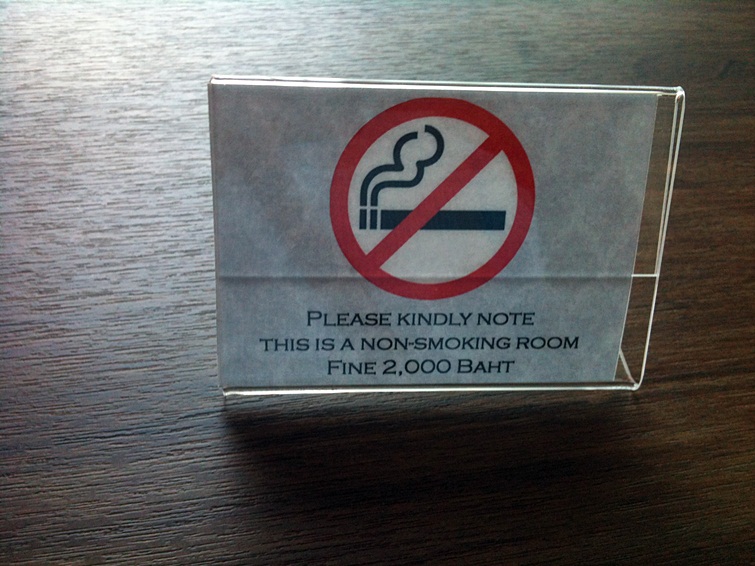 PLEASE KINDLY NOTE
THIS IS A NON-SMOKING ROOM
FINE 2,000 BAHT